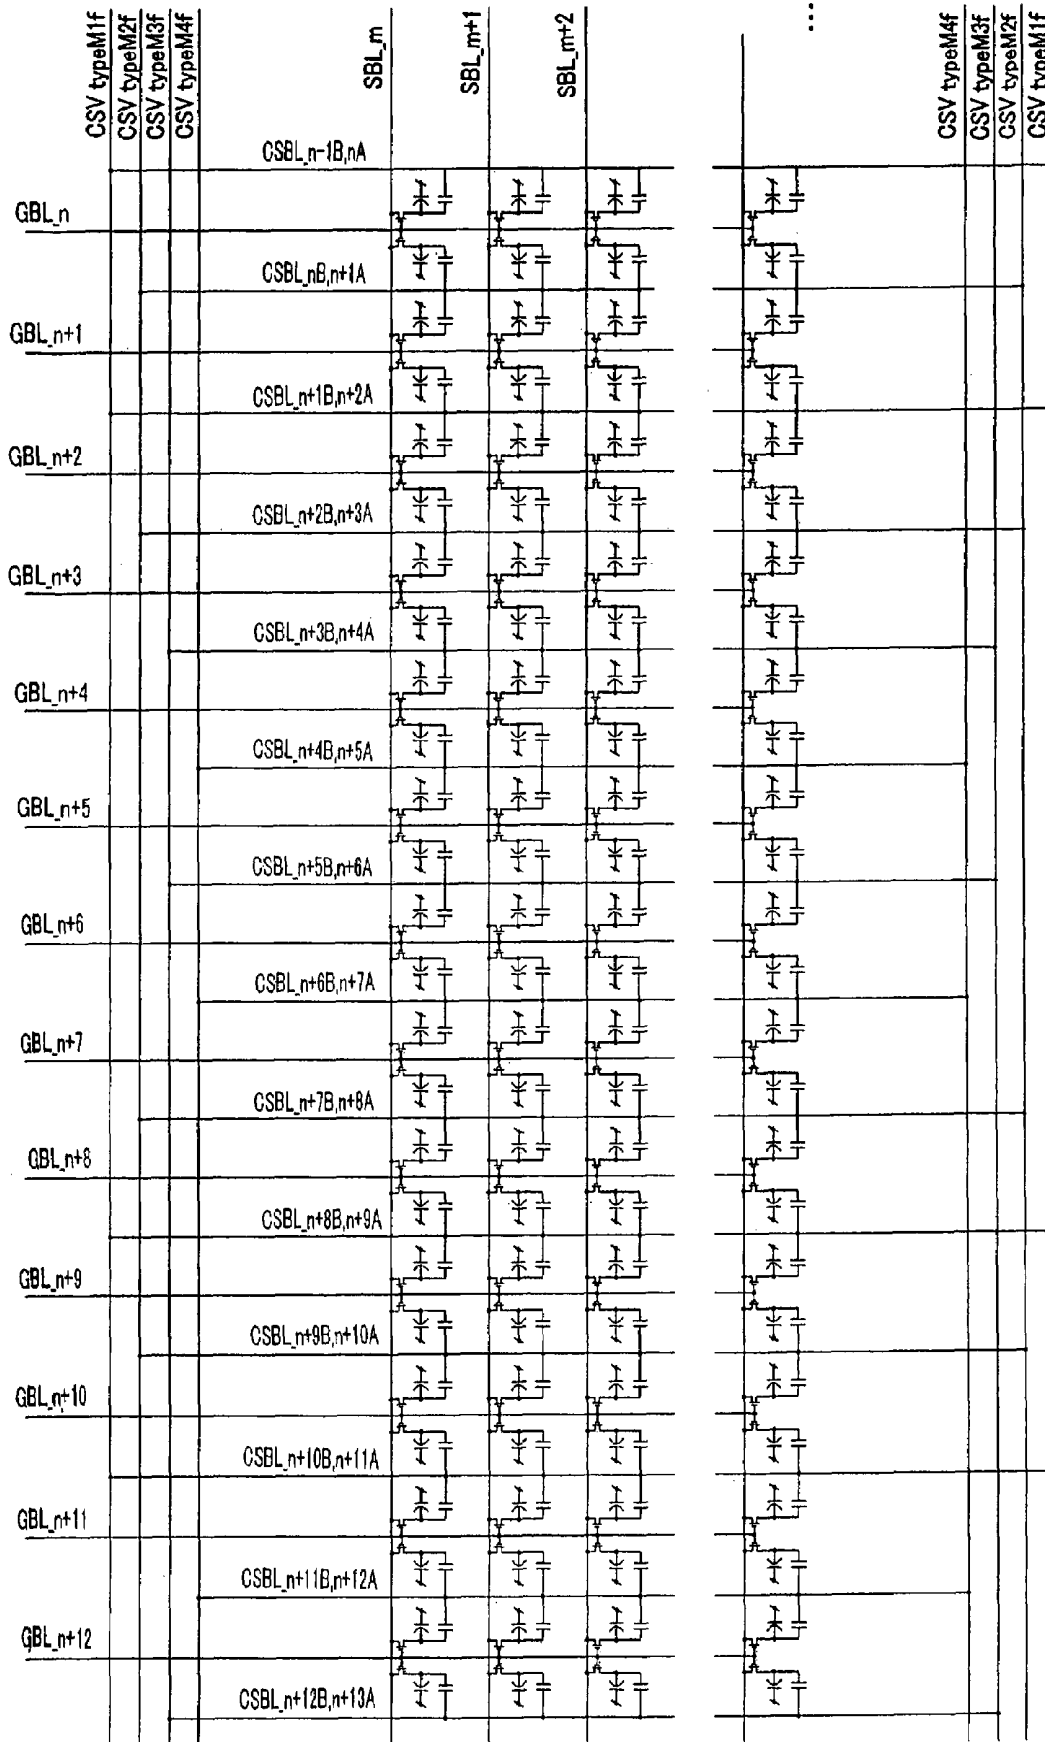 CSV typeM1f
CSV typeM2f
CSV typeM3f
CSV typeM4f
SBL_m
SBL_m+1
SBL_m+2
...
CSV typeM4f
CSV typeM3f
CSV typeM2f
CSV typeM1f
CSBL_n-1B,nA
GBL_n
CSBL_nB,n+1A
GBL_n+1
CSBL_n+1B,n+2A
GBL_n+2
CSBL_n+2B,n+3A
GBL_n+3
CSBL_n+3B,n+4A
GBL_n+4
CSBL_n+4B,n+5A
GBL_n+5
CSBL_n+5B,n+6A
GBL_n+6
CSBL_n+6B,n+7A
GBL_n+7
CSBL_n+7B,n+8A
GBL_n+8
CSBL_n+8B,n+9A
GBL_n+9
CSBL_n+9B,n+10A
GBL_n+10
CSBL_n+10B,n+11A
GBL_n+11
CSBL_n+11B,n+12A
GBL_n+12
CSBL_n+12B,n+13A